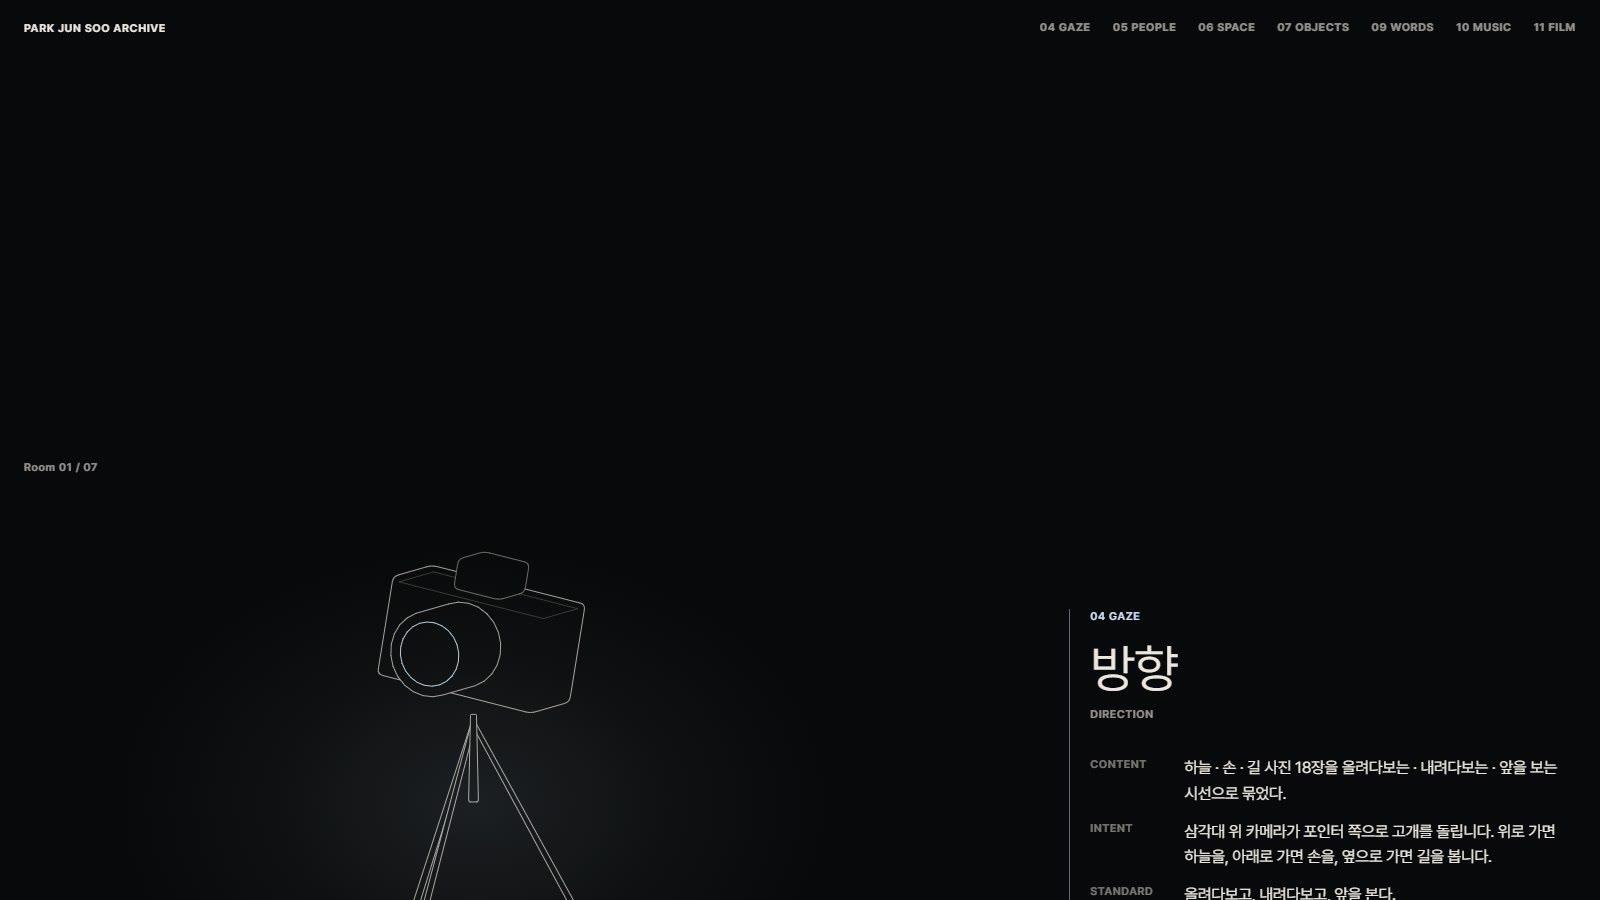 PARK JUN SOO ARCHIVE
04 GAZE 05 PEOPLE 06 SPACE 07 OBJECTS 09 WORDS 10 MUSIC 11 FILM
Room 01 / 07
04 GAZE
방향
DIRECTION
CONTENT 하늘 · 손 · 길 사진 18장을 올려다보는 · 내려다보는 · 앞을 보는
시선으로 묶었다.
INTENT 삼각대 위 카메라가 포인터 쪽으로 고개를 돌립니다. 위로 가면
하늘을, 아래로 가면 손을, 옆으로 가면 길을 봅니다.
STANDARD 올려다보고, 내려다보고, 앞을 본다.